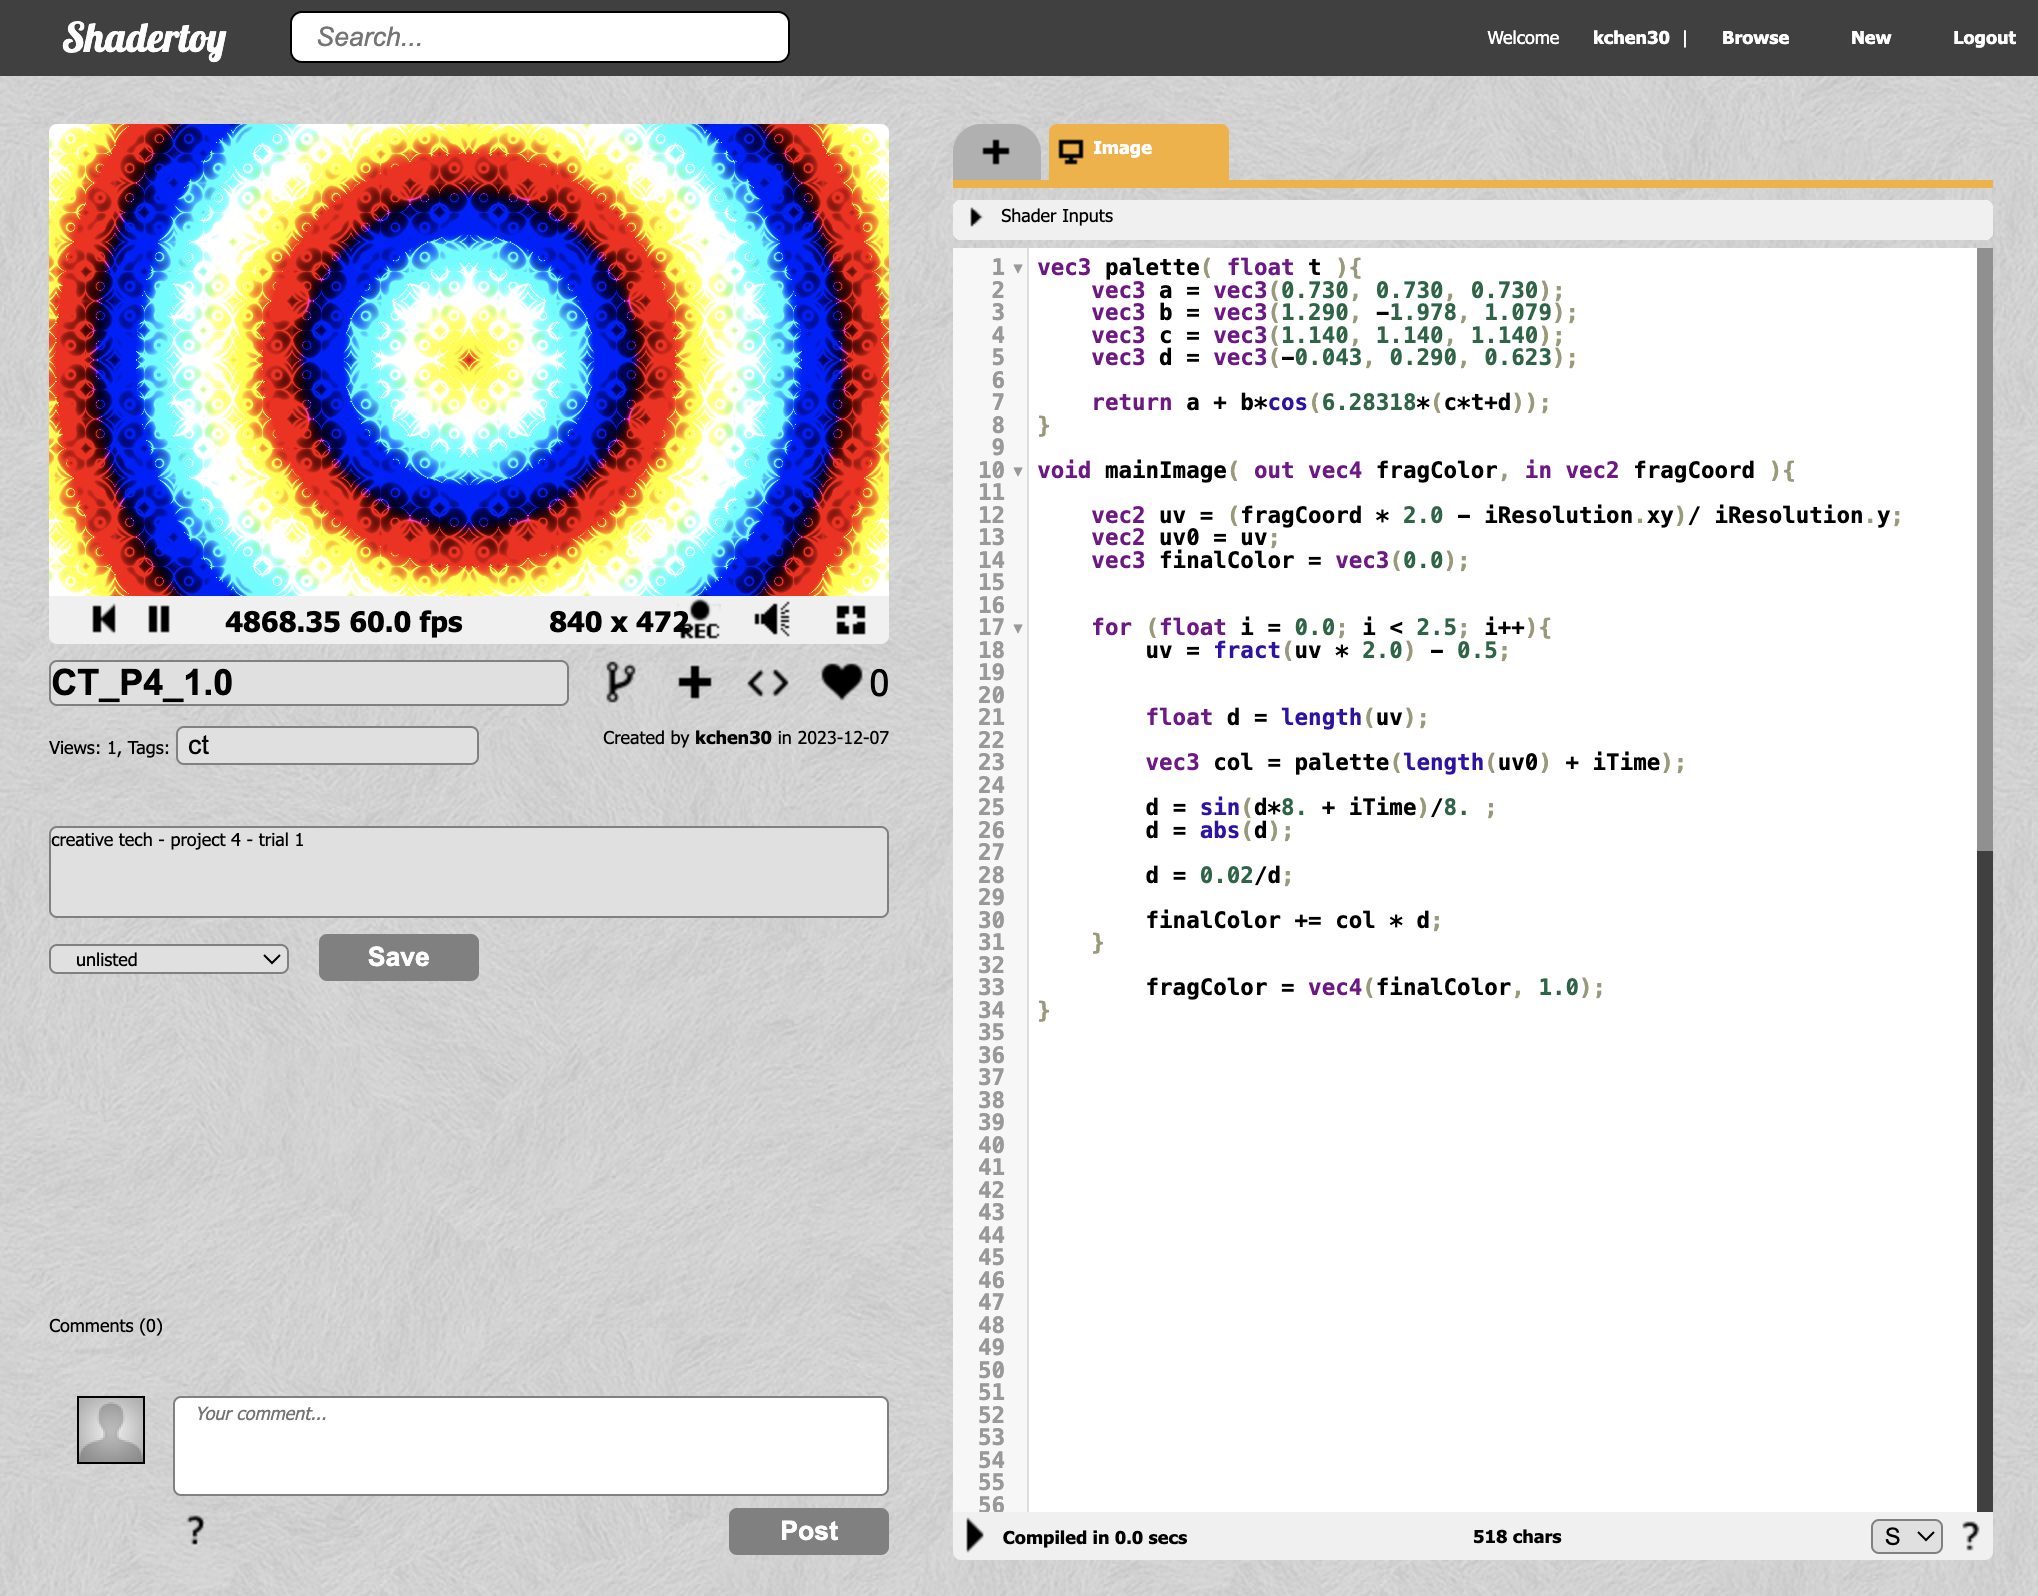 Shadertoy
Search...
Welcome kchen30 | Browse New Logout
4868.35 60.0 fps 840 x 472 REC
CT_P4_1.0
0
Views: 1, Tags: ct
Created by kchen30 in 2023-12-07
creative tech - project 4 - trial 1
unlisted
Save
Comments (0)
Your comment...
?
Post
+ Image
Shader Inputs
1 vec3 palette( float t ){
2 vec3 a = vec3(0.730, 0.730, 0.730);
3 vec3 b = vec3(1.290, -1.978, 1.079);
4 vec3 c = vec3(1.140, 1.140, 1.140);
5 vec3 d = vec3(-0.043, 0.290, 0.623);
6
7 return a + b*cos(6.28318*(c*t+d));
8 }
9
10 void mainImage( out vec4 fragColor, in vec2 fragCoord ){
11
12 vec2 uv = (fragCoord * 2.0 - iResolution.xy)/ iResolution.y;
13 vec2 uv0 = uv;
14 vec3 finalColor = vec3(0.0);
15
16
17 for (float i = 0.0; i < 2.5; i++){
18 uv = fract(uv * 2.0) - 0.5;
19
20
21 float d = length(uv);
22
23 vec3 col = palette(length(uv0) + iTime);
24
25 d = sin(d*8. + iTime)/8. ;
26 d = abs(d);
27
28 d = 0.02/d;
29
30 finalColor += col * d;
31 }
32
33 fragColor = vec4(finalColor, 1.0);
34 }
35
36
37
38
39
40
41
42
43
44
45
46
47
48
49
50
51
52
53
54
55
56
Compiled in 0.0 secs 518 chars S ?